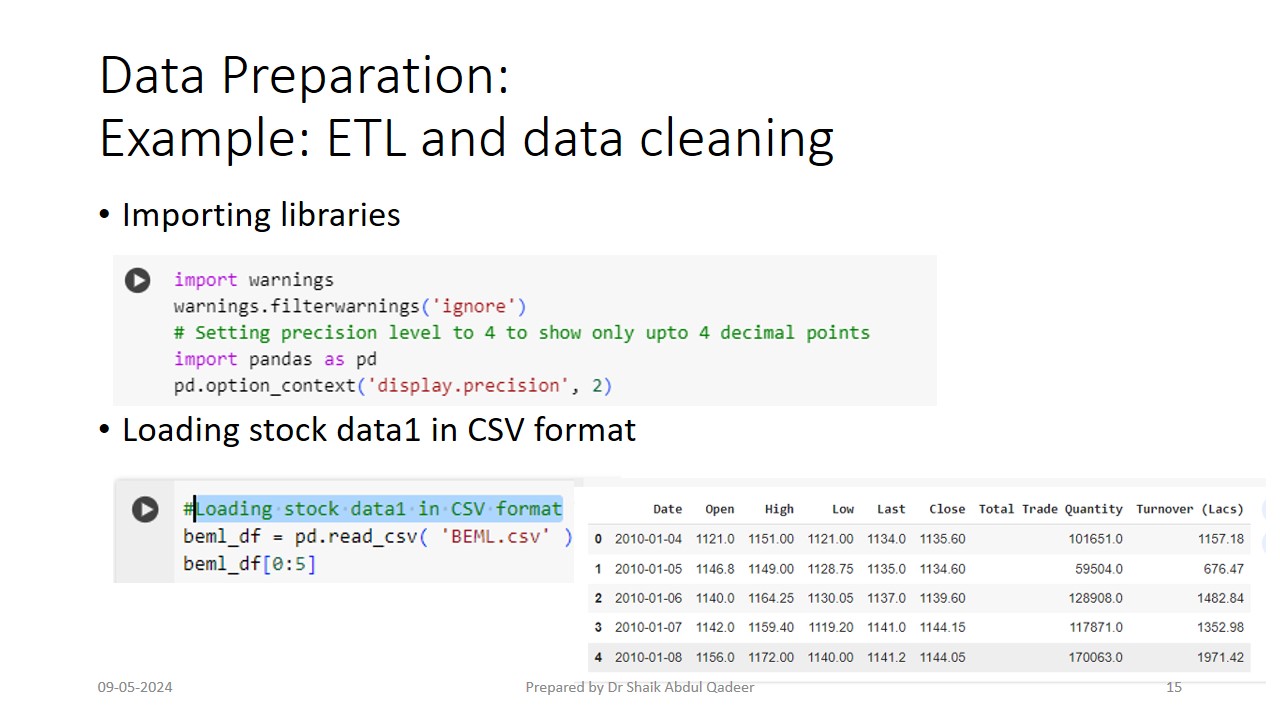 Data Preparation:
Example: ETL and data cleaning
• Importing libraries
import warnings
warnings.filterwarnings('ignore')
# Setting precision level to 4 to show only upto 4 decimal points
import pandas as pd
pd.option_context('display.precision', 2)
• Loading stock data1 in CSV format
#Loading stock data1 in CSV format
beml_df = pd.read_csv( 'BEML.csv' )
beml_df[0:5]
Date Open High Low Last Close Total Trade Quantity Turnover (Lacs)
0 2010-01-04 1121.0 1151.00 1121.00 1134.0 1135.60 101651.0 1157.18
1 2010-01-05 1146.8 1149.00 1128.75 1135.0 1134.60 59504.0 676.47
2 2010-01-06 1140.0 1164.25 1130.05 1137.0 1139.60 128908.0 1482.84
3 2010-01-07 1142.0 1159.40 1119.20 1141.0 1144.15 117871.0 1352.98
4 2010-01-08 1156.0 1172.00 1140.00 1141.2 1144.05 170063.0 1971.42
09-05-2024 Prepared by Dr Shaik Abdul Qadeer 15